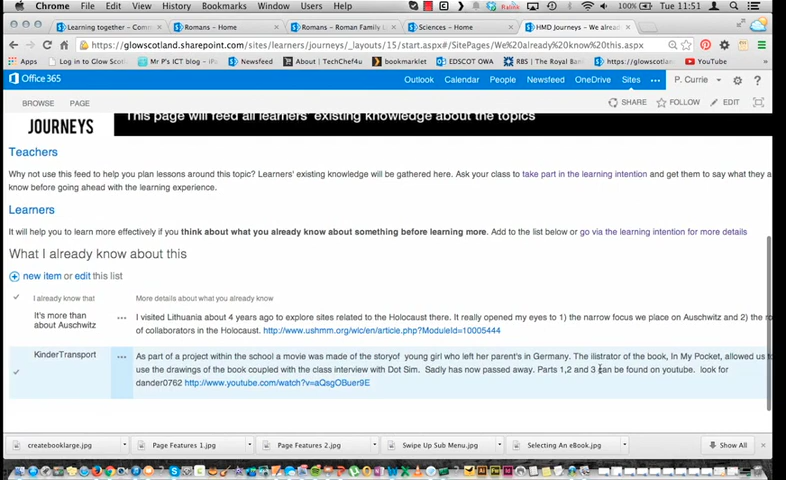 Chrome File Edit View History Bookmarks Window Users Help 100% Tue 11:51
Learning together – Com Romans - Home Romans - Roman Family L Sciences - Home HMD Journeys – We alread
https://glowscotland.sharepoint.com/sites/learners/journeys/_layouts/15/start.aspx#/SitePages/We%20already%20know%20this.aspx
Apps Log in to Glow Scotl Mr P's ICT blog - iP Newsfeed About | TechChef4u bookmarklet EDSCOT OWA RBS | The Royal Ban https://glowscotland YouTube
Office 365 Outlook Calendar People Newsfeed OneDrive Sites ... P. Currie ?
BROWSE PAGE SHARE FOLLOW EDIT
JOURNEYS This page will feed all learners' existing knowledge about the topics
Teachers
Why not use this feed to help you plan lessons around this topic? Learners' existing knowledge will be gathered here. Ask your class to take part in the learning intention and get them to say what they a
know before going ahead with the learning experience.
Learners
It will help you to learn more effectively if you think about what you already know about something before learning more. Add to the list below or go via the learning intention for more details
What I already know about this
new item or edit this list
I already know that More details about what you already know
It's more than about Auschwitz ... I visited Lithuania about 4 years ago to explore sites related to the Holocaust there. It really opened my eyes to 1) the narrow focus we place on Auschwitz and 2) the ro
of collaborators in the Holocaust. http://www.ushmm.org/wlc/en/article.php?ModuleId=10005444
KinderTransport ... As part of a project within the school a movie was made of the storyof young girl who left her parent's in Germany. The ilistrator of the book, In My Pocket, allowed us to
use the drawings of the book coupled with the class interview with Dot Sim. Sadly has now passed away. Parts 1,2 and 3 can be found on youtube. look for
dander0762 http://www.youtube.com/watch?v=aQsgOBuer9E
createbooklarge.jpg Page Features 1.jpg Page Features 2.jpg Swipe Up Sub Menu.jpg Selecting An eBook.jpg Show All